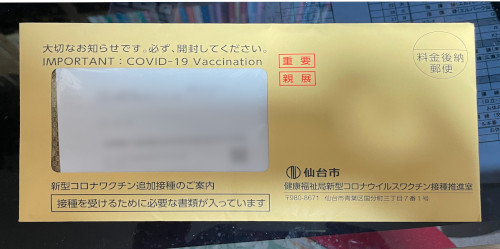 大切なお知らせです。必ず、開封してください。
IMPORTANT：COVID-19 Vaccination
重要
親展
料金後納
郵便
新型コロナワクチン追加接種のご案内
接種を受けるために必要な書類が入っています
仙台市
健康福祉局新型コロナウイルスワクチン接種推進室
〒980-8671 仙台市青葉区国分町三丁目7番1号